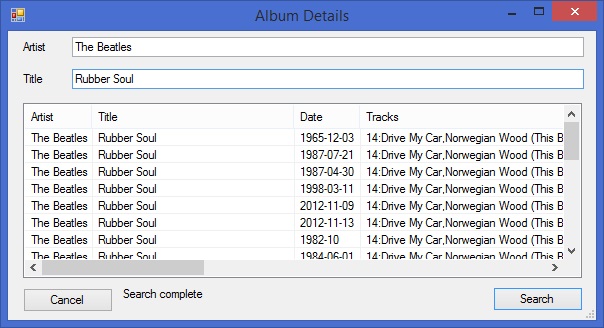 Album Details
Artist The Beatles
Title Rubber Soul
Artist Title Date Tracks
The Beatles Rubber Soul 1965-12-03 14:Drive My Car,Norwegian Wood (This B
The Beatles Rubber Soul 1987-07-21 14:Drive My Car,Norwegian Wood (This B
The Beatles Rubber Soul 1987-04-30 14:Drive My Car,Norwegian Wood (This B
The Beatles Rubber Soul 1998-03-11 14:Drive My Car,Norwegian Wood (This B
The Beatles Rubber Soul 2012-11-09 14:Drive My Car,Norwegian Wood (This B
The Beatles Rubber Soul 2012-11-13 14:Drive My Car,Norwegian Wood (This B
The Beatles Rubber Soul 1982-10 14:Drive My Car,Norwegian Wood (This B
The Beatles Rubber Soul 1984-06-01 14:Drive My Car,Norwegian Wood (This B
Cancel Search complete Search